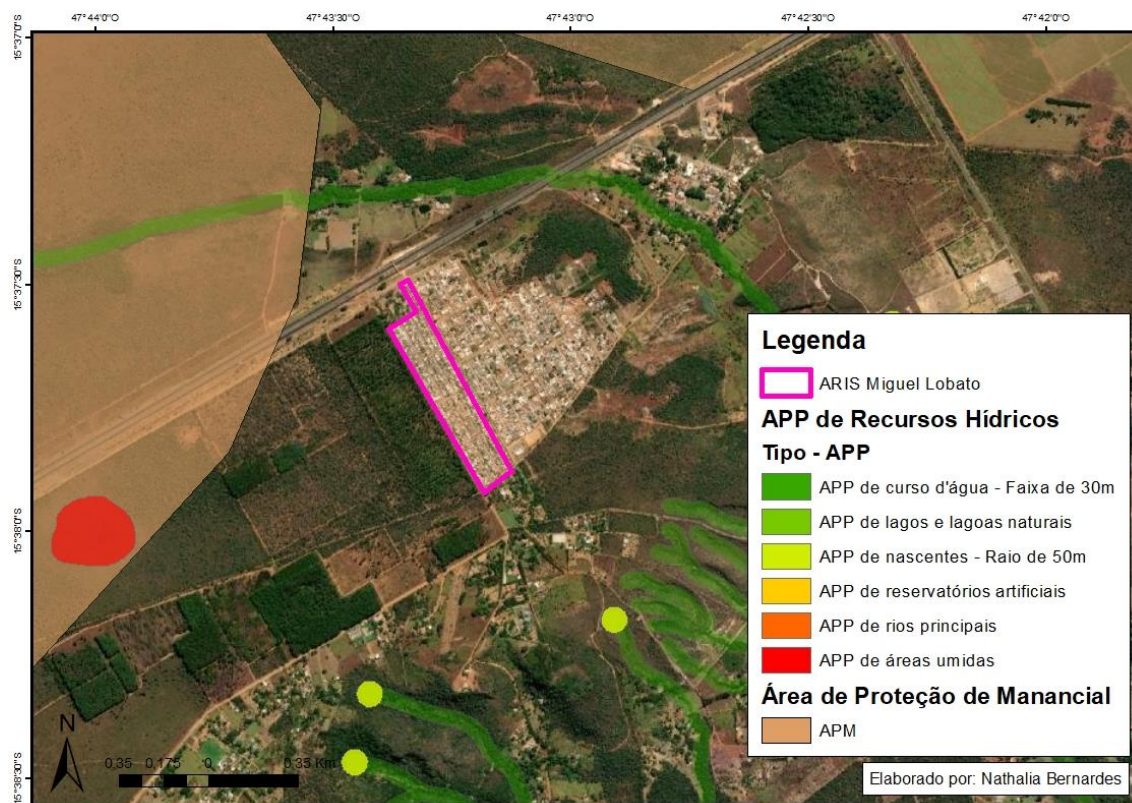 47°44'0"O 47°43'30"O 47°43'0"O 47°42'30"O 47°42'0"O
15°37'0"S
15°37'30"S
15°38'0"S
15°38'30"S
Legenda
ARIS Miguel Lobato
APP de Recursos Hídricos
Tipo - APP
APP de curso d'água - Faixa de 30m
APP de lagos e lagoas naturais
APP de nascentes - Raio de 50m
APP de reservatórios artificiais
APP de rios principais
APP de áreas umidas
Área de Proteção de Manancial
APM
N
0,35 0,175 0 0,35 Km
Elaborado por: Nathalia Bernardes